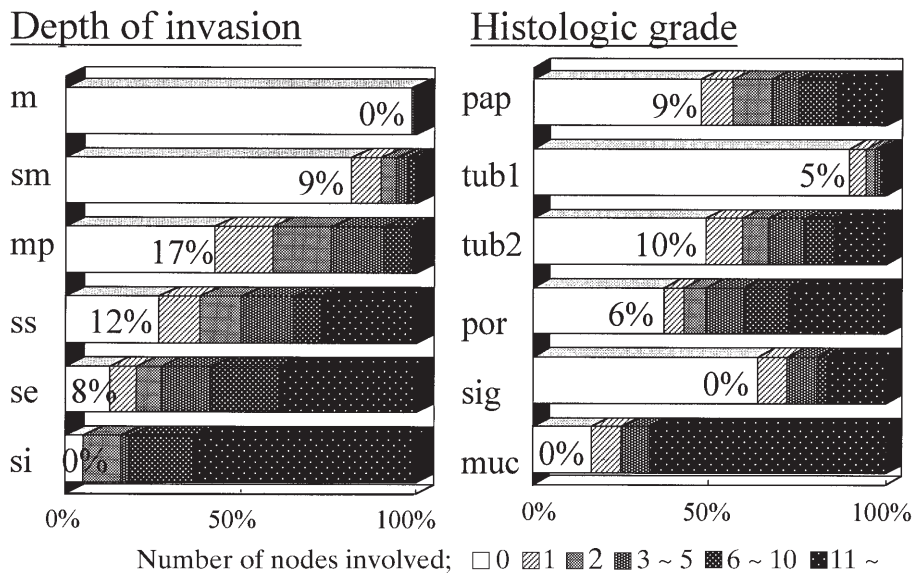 Depth of invasion
m
0%
sm
9%
mp
17%
ss
12%
se
8%
si
0%
0%
50%
100%
Histologic grade
pap
9%
tub1
5%
tub2
10%
por
6%
sig
0%
muc
0%
0%
50%
100%
Number of nodes involved; 0 1 2 3 ~ 5 6 ~ 10 11 ~